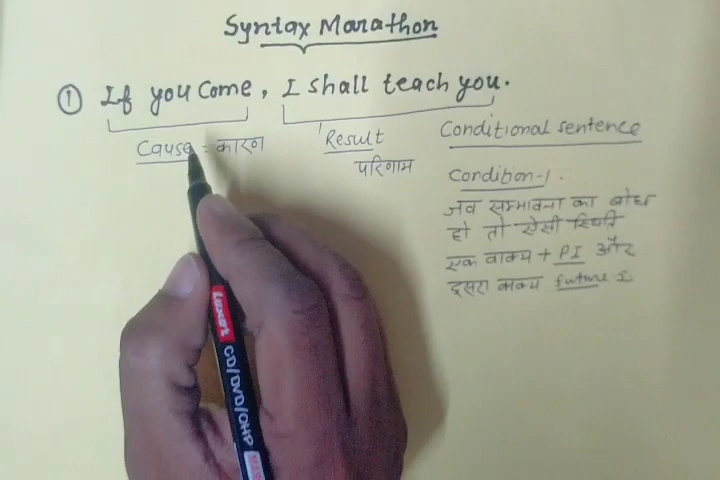 Syntax Marathon
① If you come, I shall teach you.
Cause = कारण
Result
परिणाम
Conditional sentence
Condition-1.
जव सम्भावना का बोध
हो तो ऐसी स्थिति
एक वाक्य + PI और
दुसरा वाक्य future I
LUXOR
CD/DVD/OHP